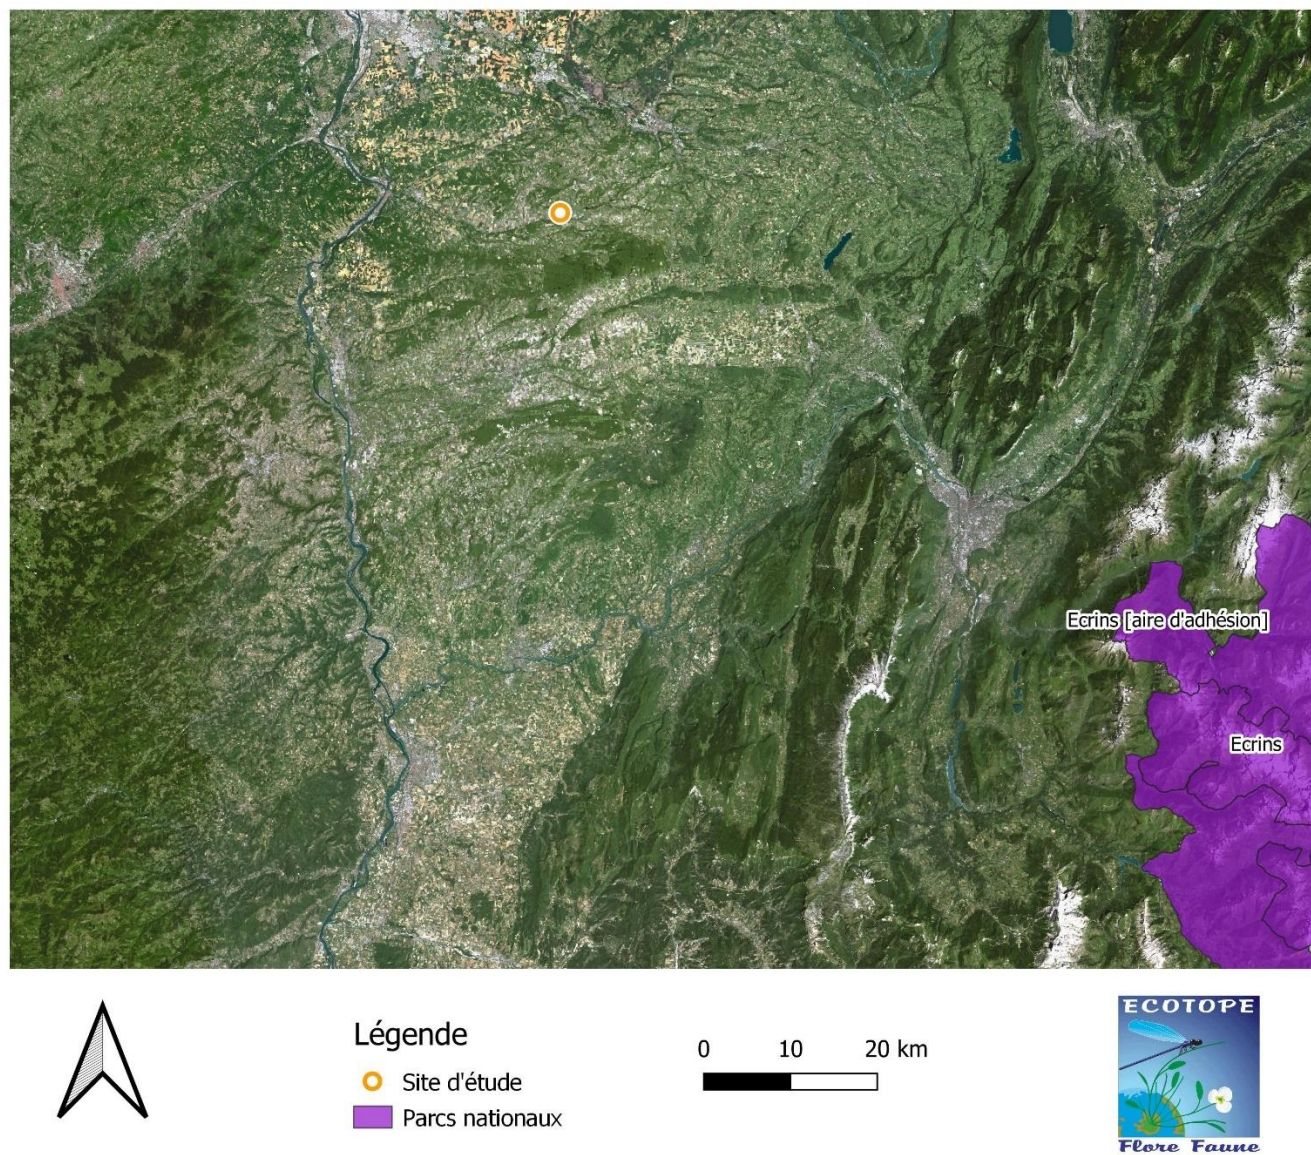 Ecrins [aire d'adhésion]
Ecrins
Légende
Site d'étude
Parcs nationaux
0 10 20 km
ECOTOPE
Flore Faune